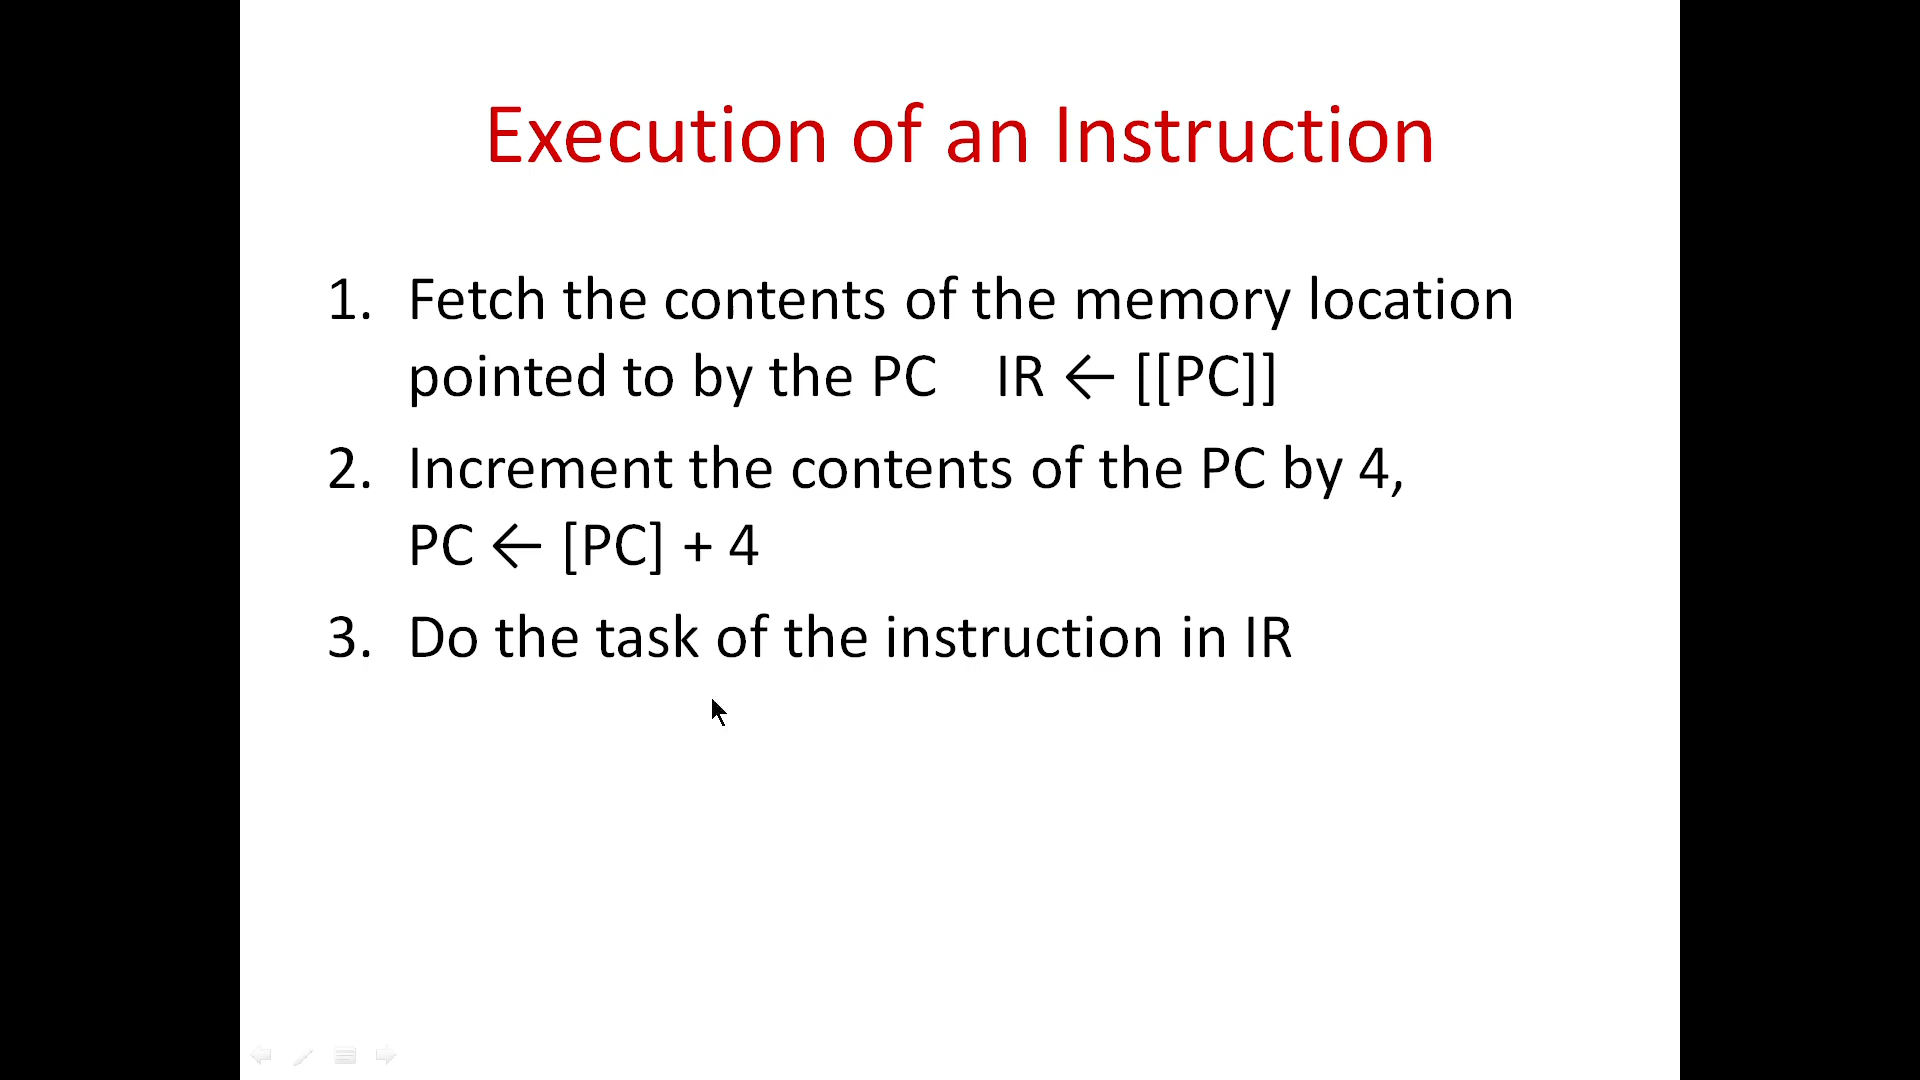 Execution of an Instruction
1. Fetch the contents of the memory location
pointed to by the PC IR ← [[PC]]
2. Increment the contents of the PC by 4,
PC ← [PC] + 4
3. Do the task of the instruction in IR